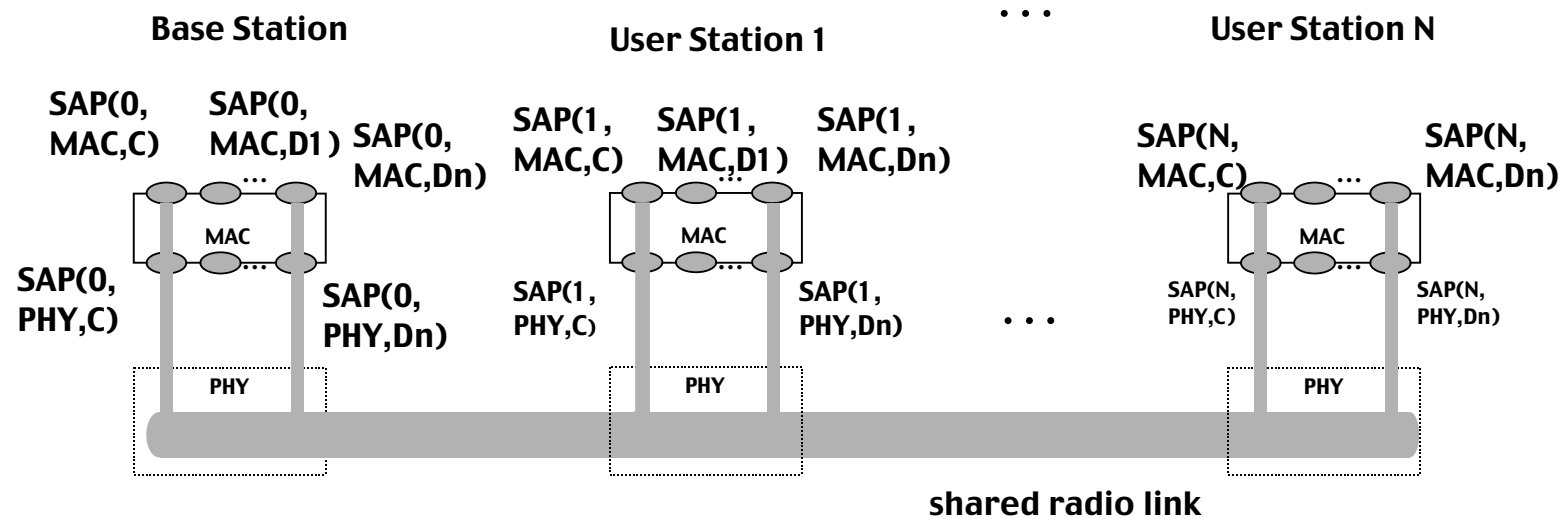 . . .
Base Station
User Station 1
User Station N
SAP(0,
MAC,C)
SAP(0,
MAC,D1)
SAP(0,
MAC,Dn)
SAP(1,
MAC,C)
SAP(1,
MAC,D1)
SAP(1,
MAC,Dn)
SAP(N,
MAC,C)
SAP(N,
MAC,Dn)
...
...
...
MAC
MAC
MAC
...
...
...
SAP(0,
PHY,C)
SAP(0,
PHY,Dn)
SAP(1,
PHY,C)
SAP(1,
PHY,Dn)
. . .
SAP(N,
PHY,C)
SAP(N,
PHY,Dn)
PHY
PHY
PHY
shared radio link